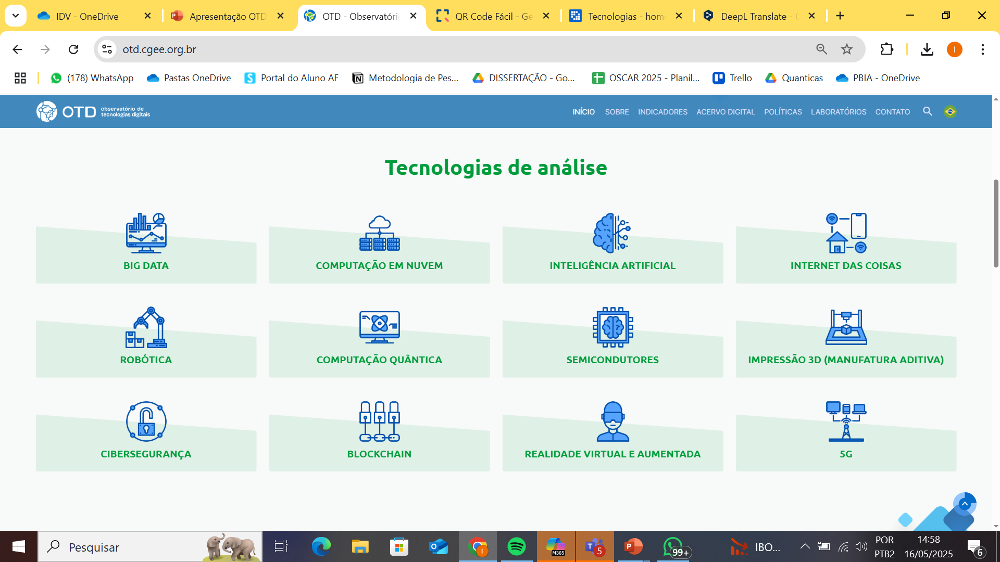 IDV - OneDrive
Apresentação OTD
OTD - Observatóri
QR Code Fácil - Ge
Tecnologias - hom
DeepL Translate -
otd.cgee.org.br
I
(178) WhatsApp
Pastas OneDrive
Portal do Aluno AF
Metodologia de Pes...
DISSERTAÇÃO - Go...
OSCAR 2025 - Planil...
Trello
Quanticas
PBIA - OneDrive
OTD observatório de
tecnologias digitais
INÍCIO
SOBRE
INDICADORES
ACERVO DIGITAL
POLÍTICAS
LABORATÓRIOS
CONTATO
Tecnologias de análise
BIG DATA
COMPUTAÇÃO EM NUVEM
INTELIGÊNCIA ARTIFICIAL
INTERNET DAS COISAS
ROBÓTICA
COMPUTAÇÃO QUÂNTICA
SEMICONDUTORES
IMPRESSÃO 3D (MANUFATURA ADITIVA)
CIBERSEGURANÇA
BLOCKCHAIN
REALIDADE VIRTUAL E AUMENTADA
5G
Pesquisar
I
M365
5
99+
IBO...
POR
PTB2
14:58
16/05/2025
6